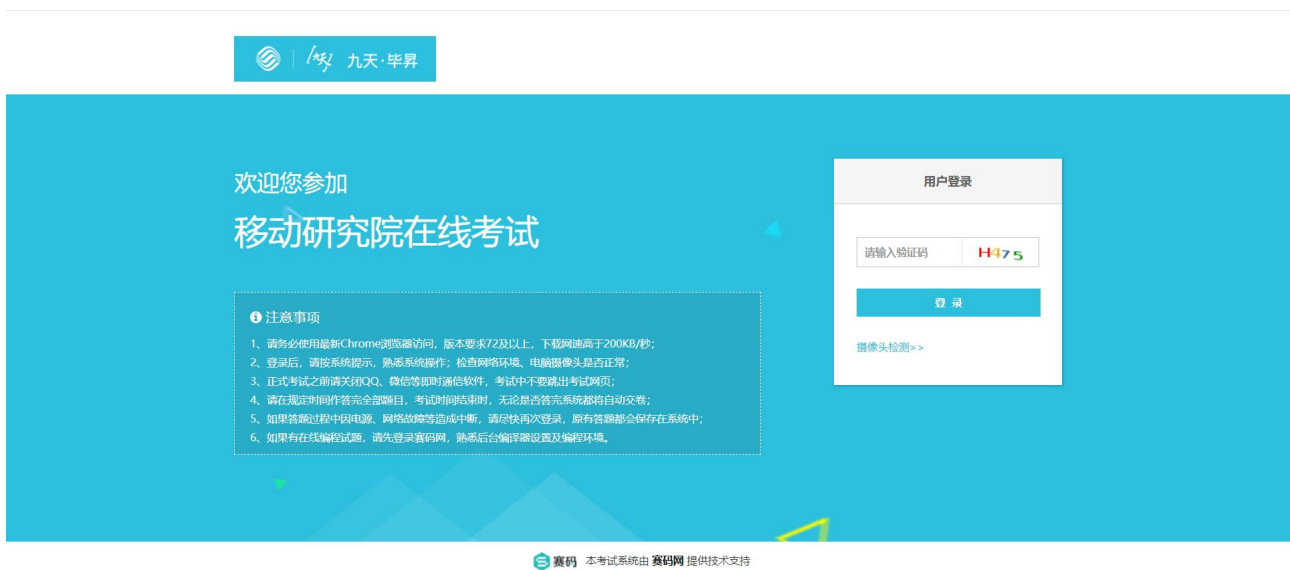 九天·毕昇
欢迎您参加
移动研究院在线考试
注意事项
1、请务必使用最新Chrome浏览器访问，版本要求72及以上，下载网速高于200KB/秒；
2、登录后，请按系统提示，熟悉系统操作；检查网络环境、电脑摄像头是否正常；
3、正式考试之前请关闭QQ、微信等即时通信软件，考试中不要跳出考试网页；
4、请在规定时间作答完全部题目，考试时间结束时，无论是否答完系统都将自动交卷；
5、如果答题过程中因电源、网络故障等造成中断，请尽快再次登录，原有答题都会保存在系统中；
6、如果有在线编程试题，请先登录赛码网，熟悉后台编译器设置及编程环境。
用户登录
请输入验证码 H475
登 录
摄像头检测>>
赛码 本考试系统由 赛码网 提供技术支持